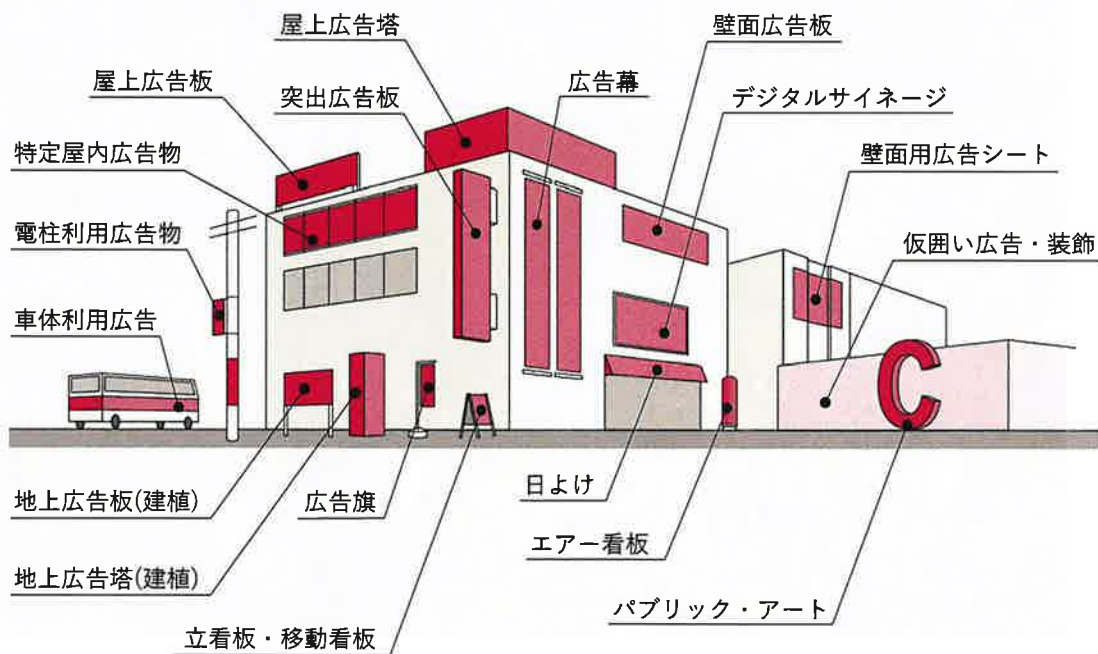 屋上広告塔
壁面広告板
屋上広告板
突出広告板
広告幕
デジタルサイネージ
特定屋内広告物
壁面用広告シート
電柱利用広告物
仮囲い広告・装飾
車体利用広告
C
地上広告板(建植)
広告旗
日よけ
エアー看板
地上広告塔(建植)
パブリック・アート
立看板・移動看板